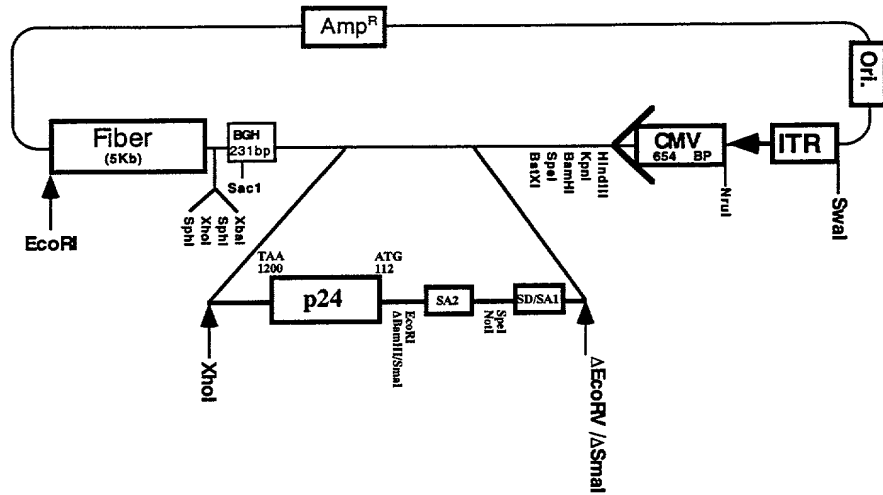 Amp^R
Ori.
Fiber
(5Kb)
BGH
231bp
Sac1
SphI
XhoI
SphI
XbaI
EcoRI
BstXI
SpeI
BamHI
KpnI
HindIII
CMV
654 BP
NruI
ITR
SwaI
TAA
1200
ATG
112
p24
SA2
SD/SA1
ΔBamHI/SmaI
EcoRI
NotI
SpeI
XhoI
ΔEcoRV /ΔSmaI